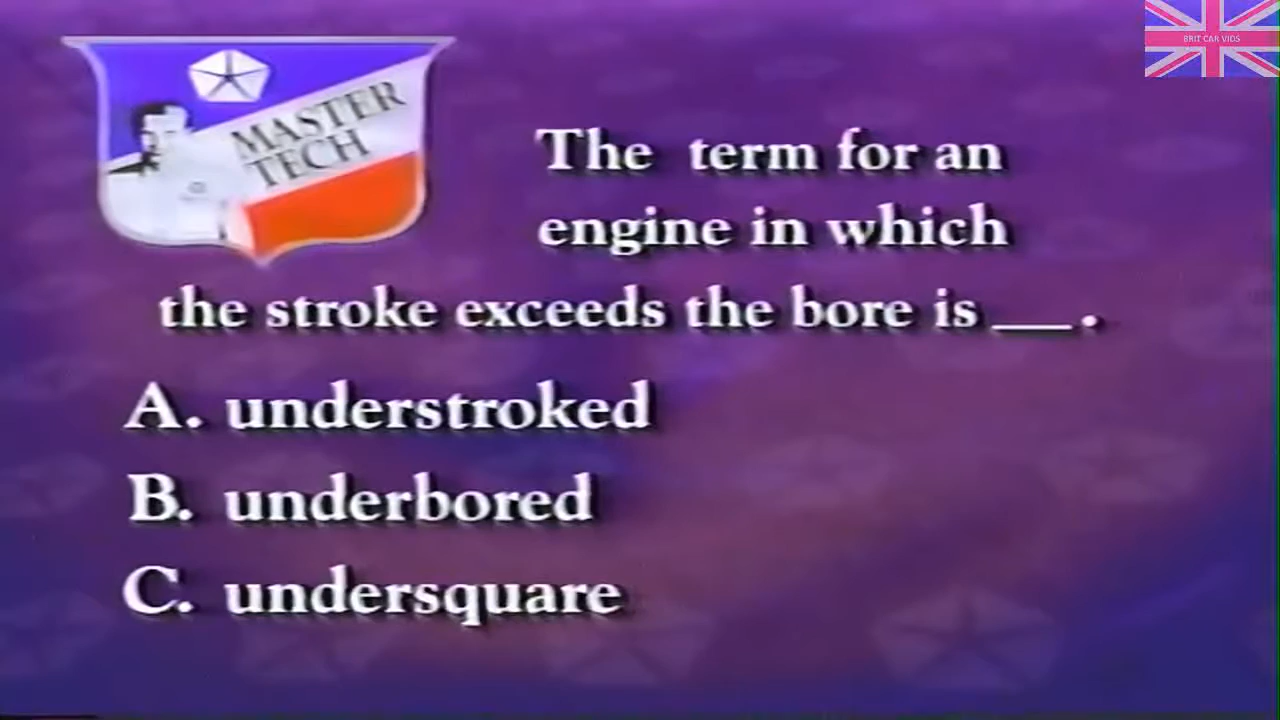 BRIT CAR VIDS
MASTER
TECH
The term for an
engine in which
the stroke exceeds the bore is ___.
A. understroked
B. underbored
C. undersquare